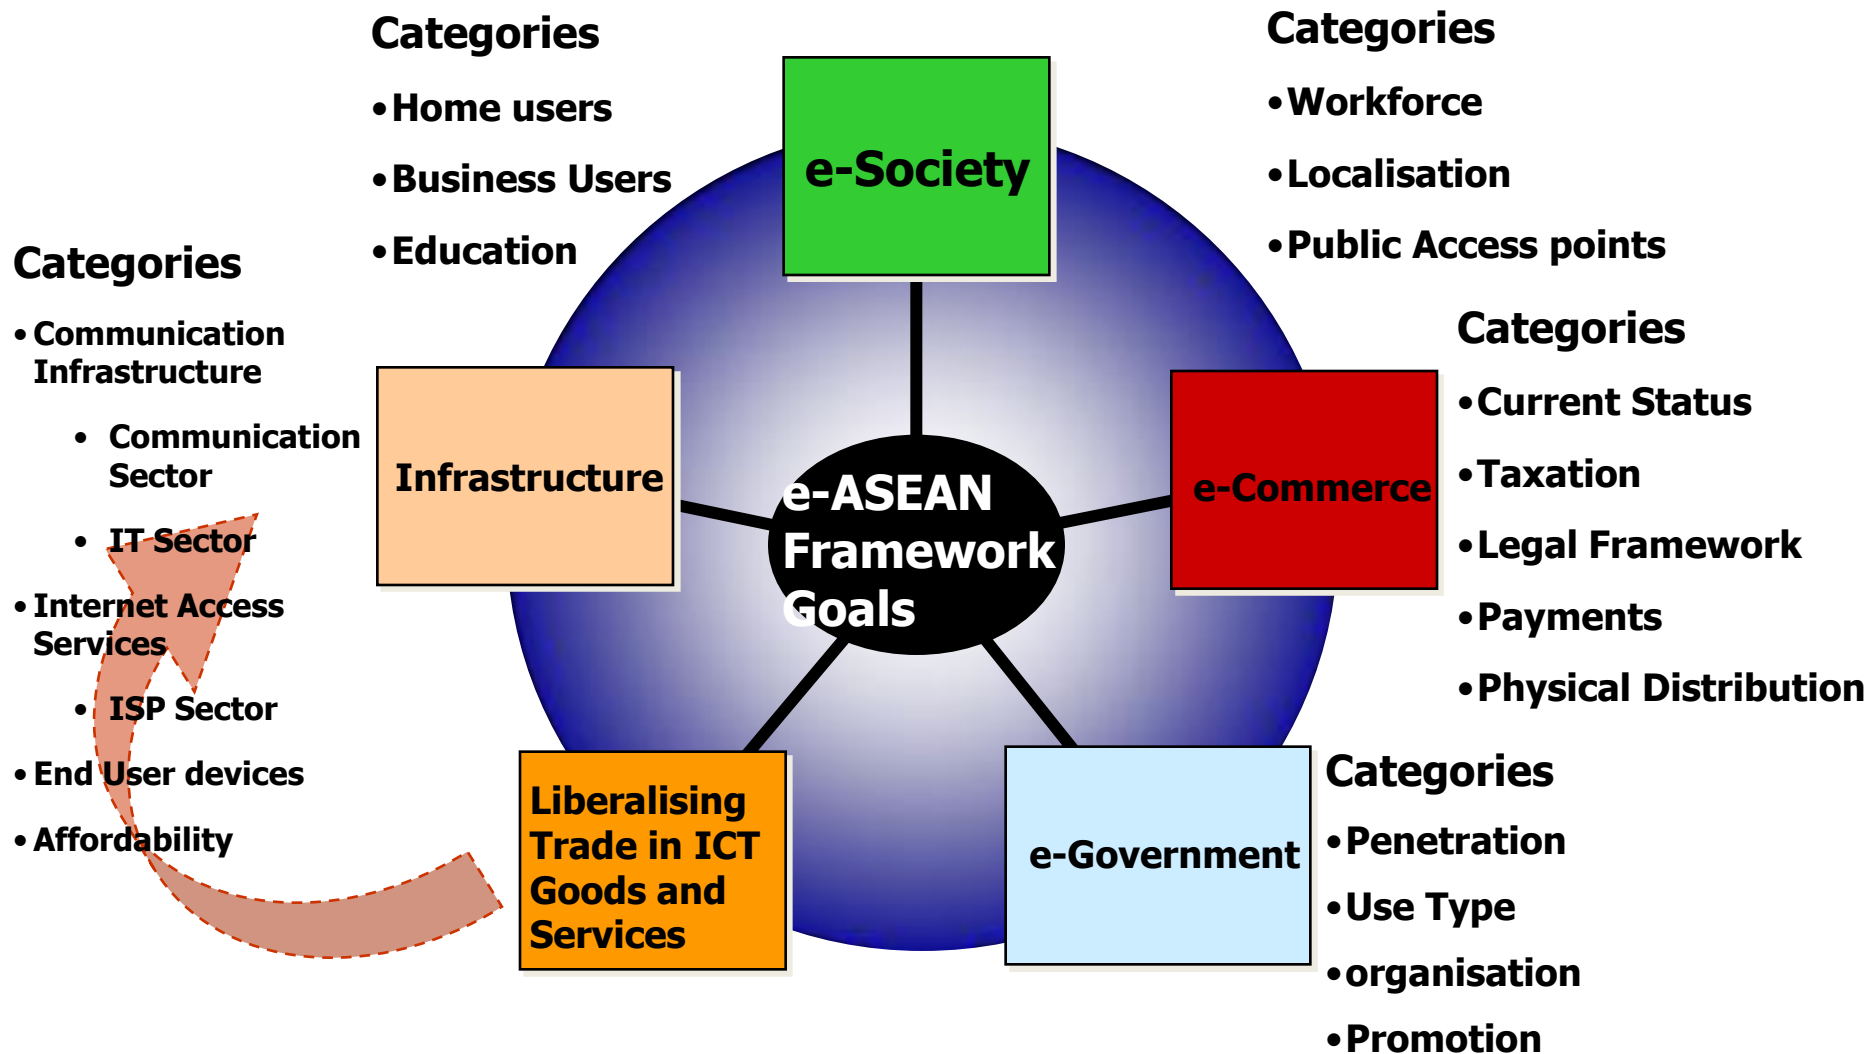 Categories
•Home users
•Business Users
•Education
e-Society
Categories
•Workforce
•Localisation
•Public Access points
Categories
•Communication
Infrastructure
• Communication
Sector
• IT Sector
•Internet Access
Services
• ISP Sector
•End User devices
•Affordability
Infrastructure
e-ASEAN
Framework
Goals
e-Commerce
Categories
•Current Status
•Taxation
•Legal Framework
•Payments
•Physical Distribution
Liberalising
Trade in ICT
Goods and
Services
e-Government
Categories
•Penetration
•Use Type
•organisation
•Promotion